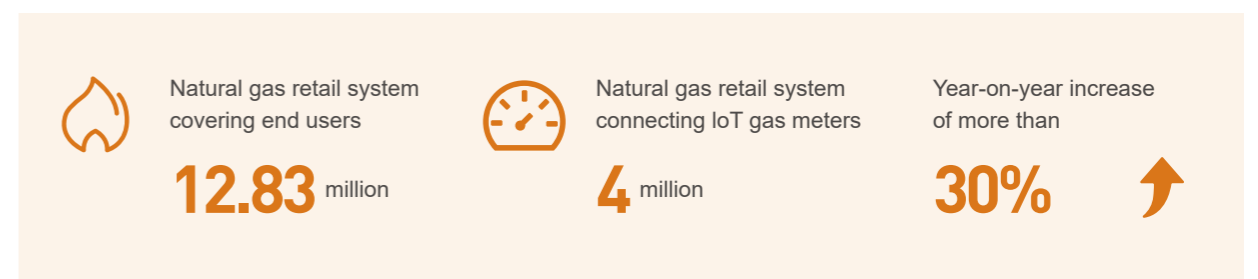 Natural gas retail system
covering end users
12.83 million
Natural gas retail system
connecting IoT gas meters
4 million
Year-on-year increase
of more than
30%